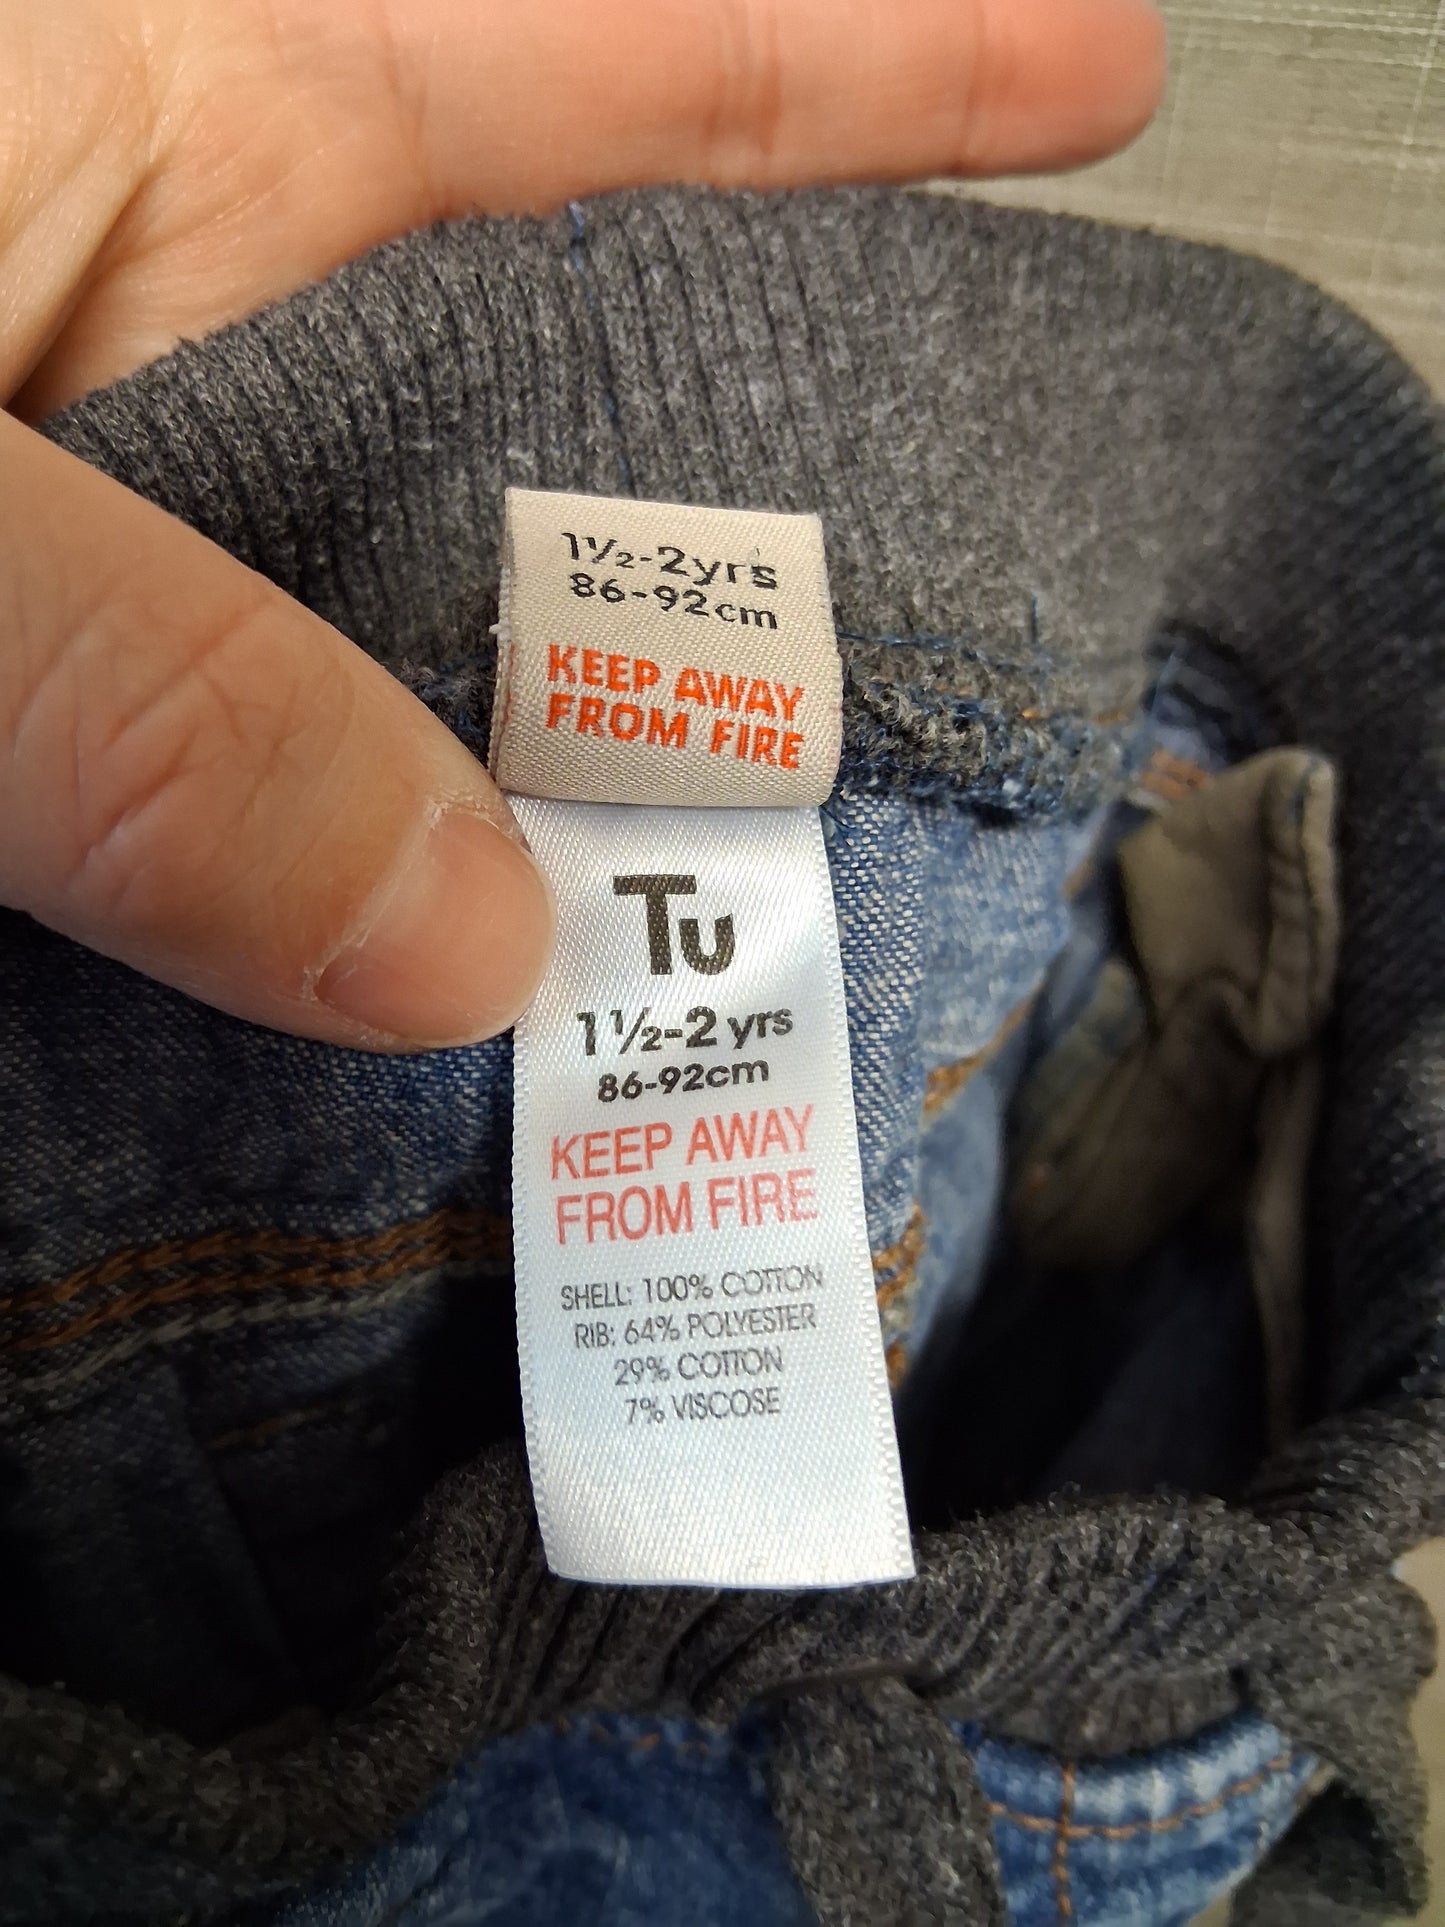 1½-2yrs
86-92cm
KEEP AWAY
FROM FIRE
Tu
1½-2 yrs
86-92cm
KEEP AWAY
FROM FIRE
SHELL: 100% COTTON
RIB: 64% POLYESTER
29% COTTON
7% VISCOSE